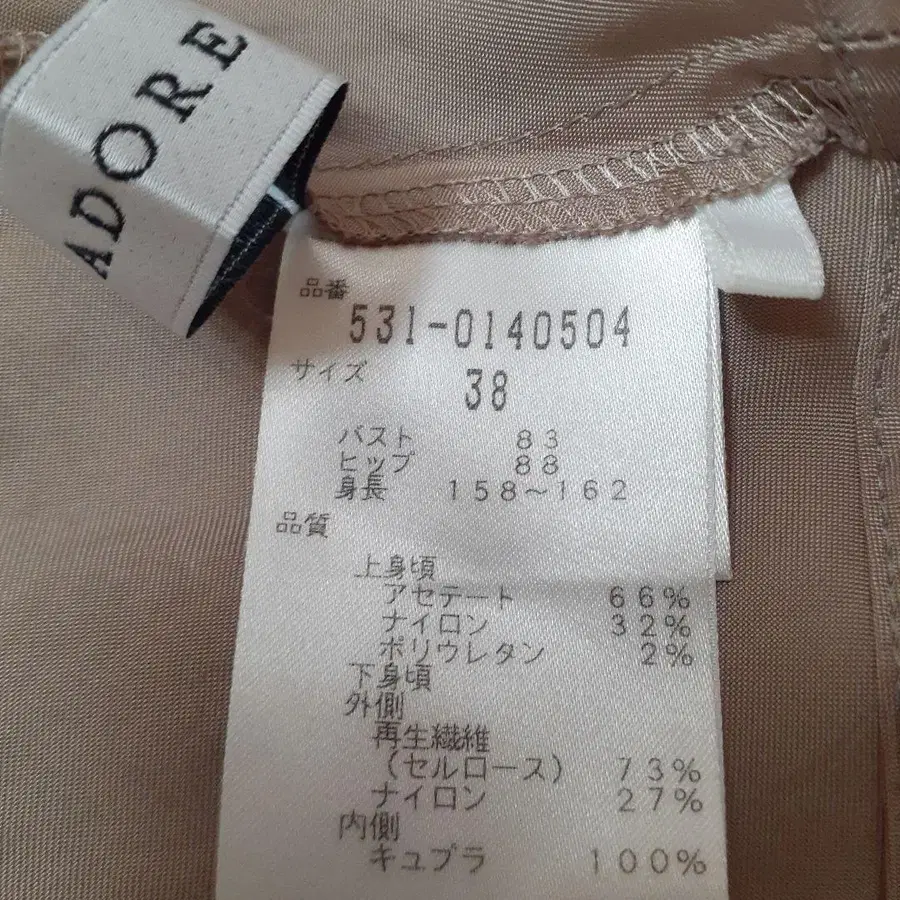 ADORE
品番
531-0140504
サイズ
38
バスト 83
ヒップ 88
身長 158～162
品質
上身頃
アセテート 66%
ナイロン 32%
ポリウレタン 2%
下身頃
外側
再生繊維
(セルロース) 73%
ナイロン 27%
内側
キュプラ 100%